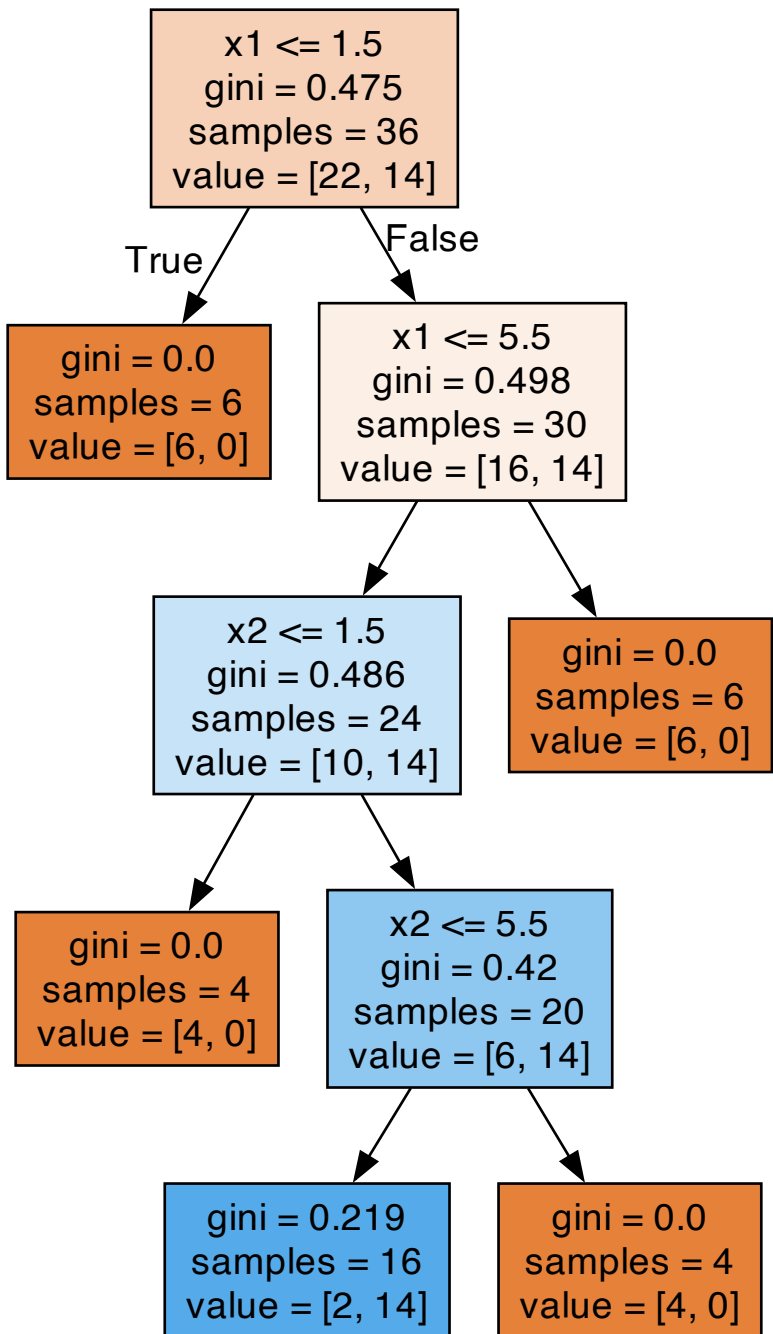 x1 <= 1.5
gini = 0.475
samples = 36
value = [22, 14]
True
False
gini = 0.0
samples = 6
value = [6, 0]
x1 <= 5.5
gini = 0.498
samples = 30
value = [16, 14]
x2 <= 1.5
gini = 0.486
samples = 24
value = [10, 14]
gini = 0.0
samples = 6
value = [6, 0]
gini = 0.0
samples = 4
value = [4, 0]
x2 <= 5.5
gini = 0.42
samples = 20
value = [6, 14]
gini = 0.219
samples = 16
value = [2, 14]
gini = 0.0
samples = 4
value = [4, 0]